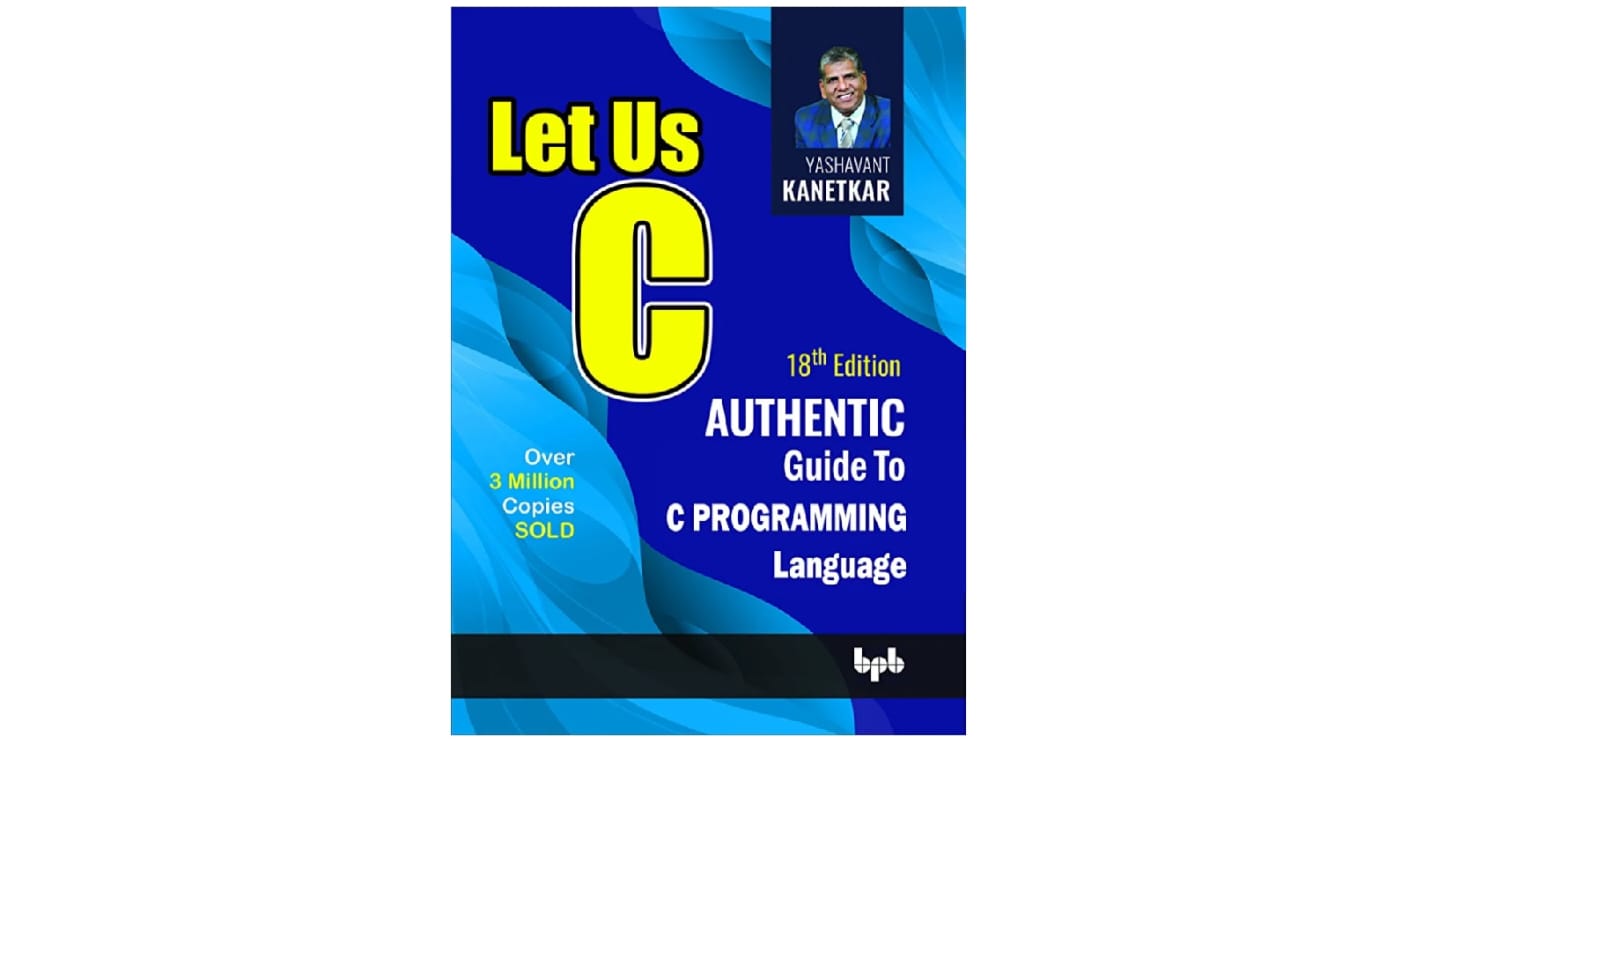 Let Us
C
YASHAVANT
KANETKAR
18th Edition
AUTHENTIC
Guide To
C PROGRAMMING
Language
Over
3 Million
Copies
SOLD
bpb